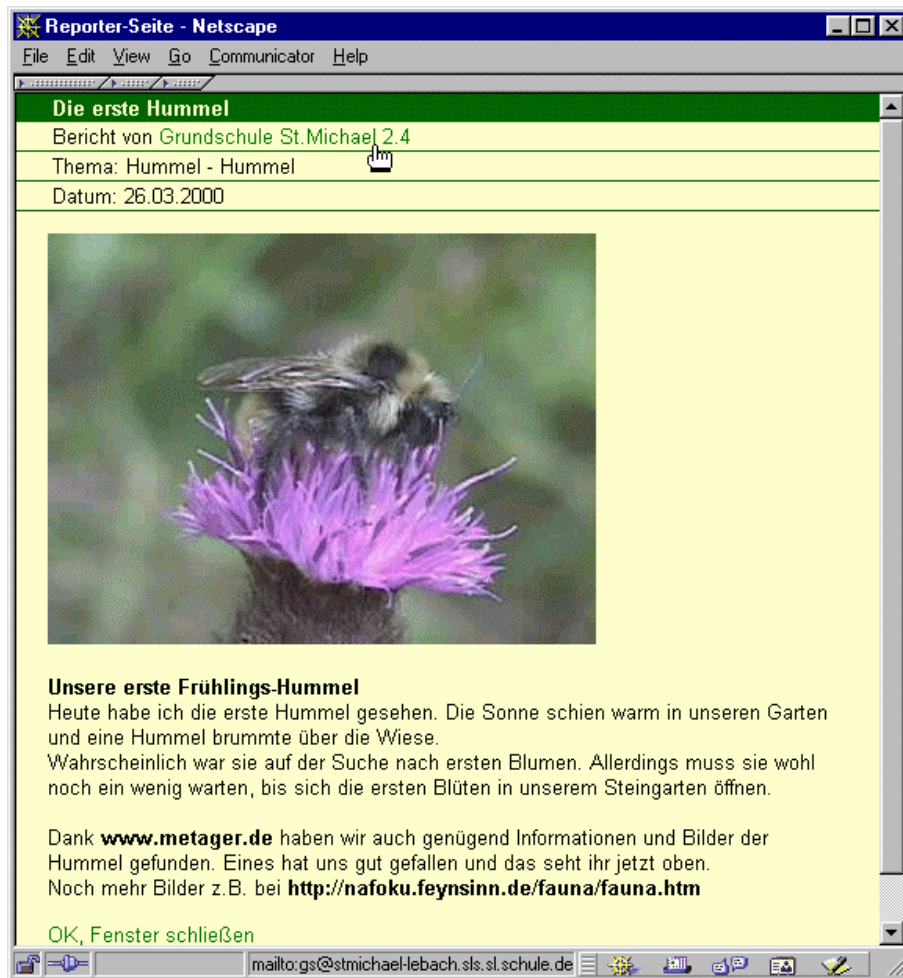 Reporter-Seite - Netscape
File Edit View Go Communicator Help
Die erste Hummel
Bericht von Grundschule St.Michael 2.4
Thema: Hummel - Hummel
Datum: 26.03.2000
Unsere erste Frühlings-Hummel
Heute habe ich die erste Hummel gesehen. Die Sonne schien warm in unseren Garten
und eine Hummel brummte über die Wiese.
Wahrscheinlich war sie auf der Suche nach ersten Blumen. Allerdings muss sie wohl
noch ein wenig warten, bis sich die ersten Blüten in unserem Steingarten öffnen.
Dank www.metager.de haben wir auch genügend Informationen und Bilder der
Hummel gefunden. Eines hat uns gut gefallen und das seht ihr jetzt oben.
Noch mehr Bilder z.B. bei http://nafoku.feynsinn.de/fauna/fauna.htm
OK, Fenster schließen
mailto:gs@stmichael-lebach.sls.sl.schule.de